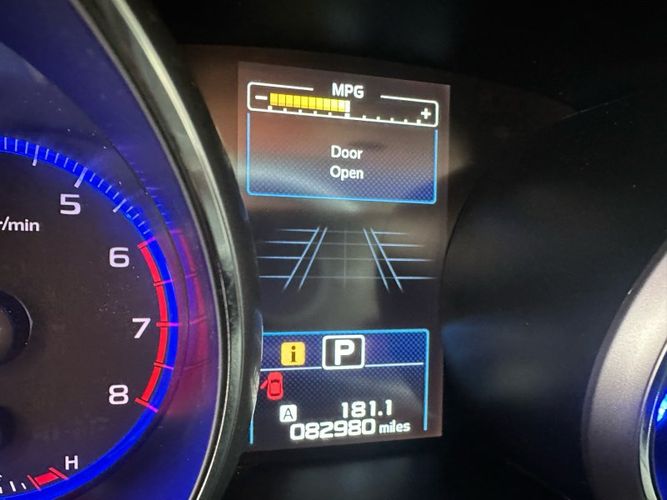 MPG
- +
Door
Open
5
r/min
6
7
8
H
i P
A 181.1
082980 miles